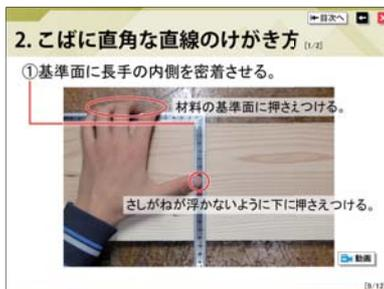 目次へ
2. こばに直角な直線のけがき方 [1/2]
①基準面に長手の内側を密着させる。
材料の基準面に押さえつける。
さしがねが浮かないように下に押さえつける。
動画
[9/12]